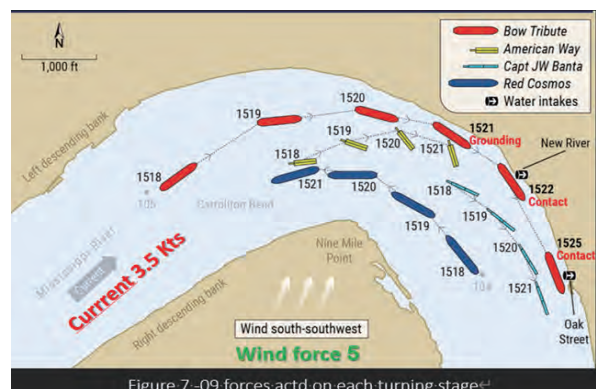 N
1,000 ft
Bow Tribute
American Way
Capt JW Banta
Red Cosmos
Water intakes
Left descending bank
1518
1519
1520
1521
Grounding
New River
1522
Contact
1525
Contact
Oak
Street
1518
1519
1520
1521
1518
1519
1520
1521
1521
1520
1519
1518
Carrollton Bend
Mississippi River
Current
Currrent 3.5 Kts
Right descending bank
Nine Mile
Point
Wind south-southwest
Wind force 5
Figure 7 -09 forces actd on each turning stage